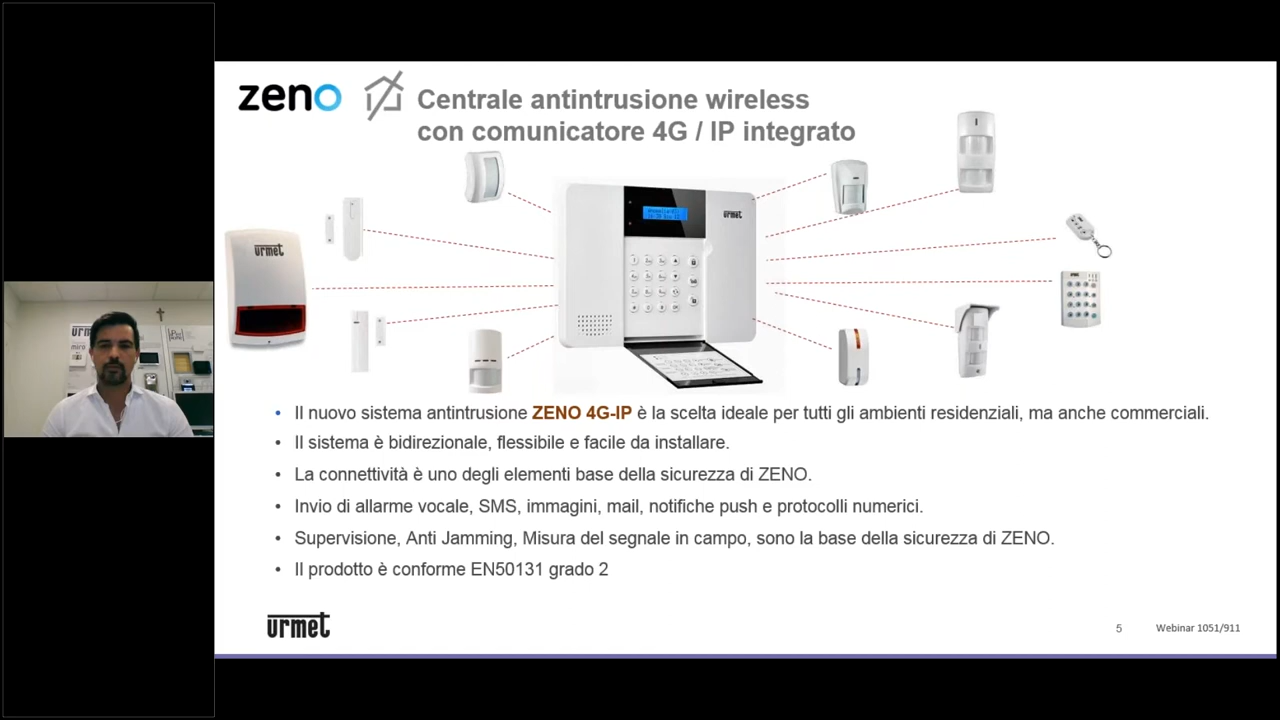 zeno
Centrale antintrusione wireless
con comunicatore 4G / IP integrato
urmet
urmet
• Il nuovo sistema antintrusione ZENO 4G-IP è la scelta ideale per tutti gli ambienti residenziali, ma anche commerciali.
• Il sistema è bidirezionale, flessibile e facile da installare.
• La connettività è uno degli elementi base della sicurezza di ZENO.
• Invio di allarme vocale, SMS, immagini, mail, notifiche push e protocolli numerici.
• Supervisione, Anti Jamming, Misura del segnale in campo, sono la base della sicurezza di ZENO.
• Il prodotto è conforme EN50131 grado 2
urmet
5
Webinar 1051/911